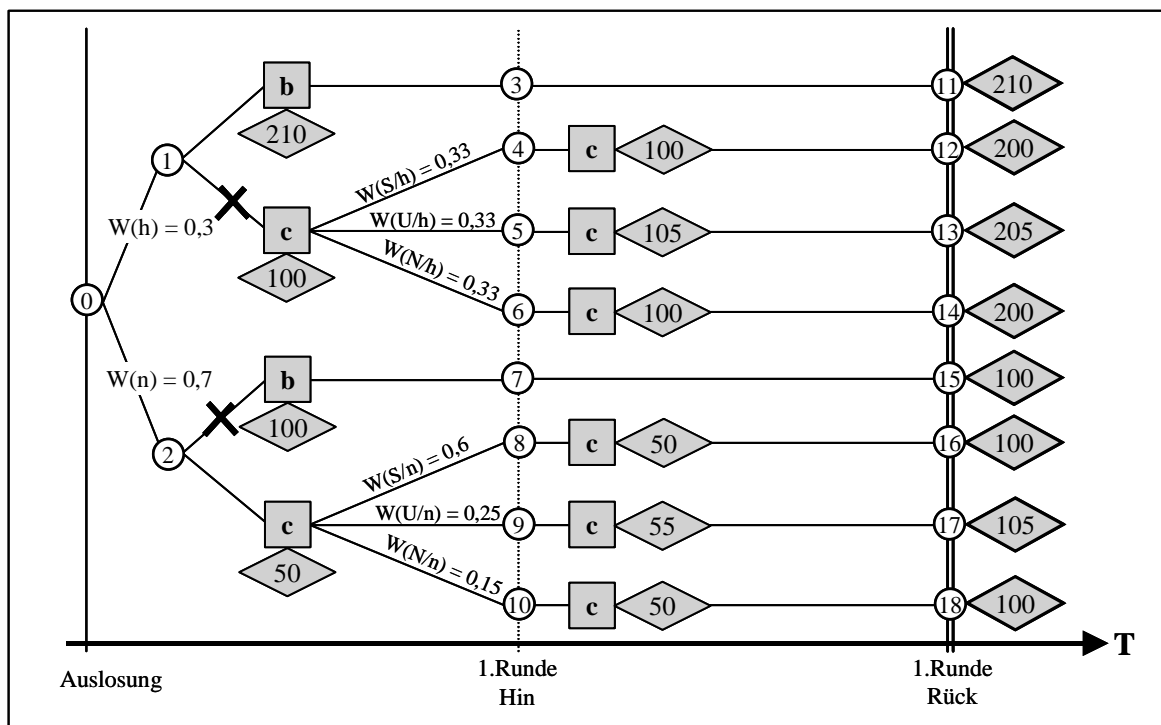 b
3
11
210
210
1
4
c
100
12
200
W(S/h) = 0,33
W(h) = 0,3
c
W(U/h) = 0,33
5
c
105
13
205
100
W(N/h) = 0,33
0
6
c
100
14
200
W(n) = 0,7
b
7
15
100
100
2
8
c
50
16
100
W(S/n) = 0,6
c
W(U/n) = 0,25
9
c
55
17
105
50
W(N/n) = 0,15
10
c
50
18
100
T
Auslosung
1.Runde
Hin
1.Runde
Rück